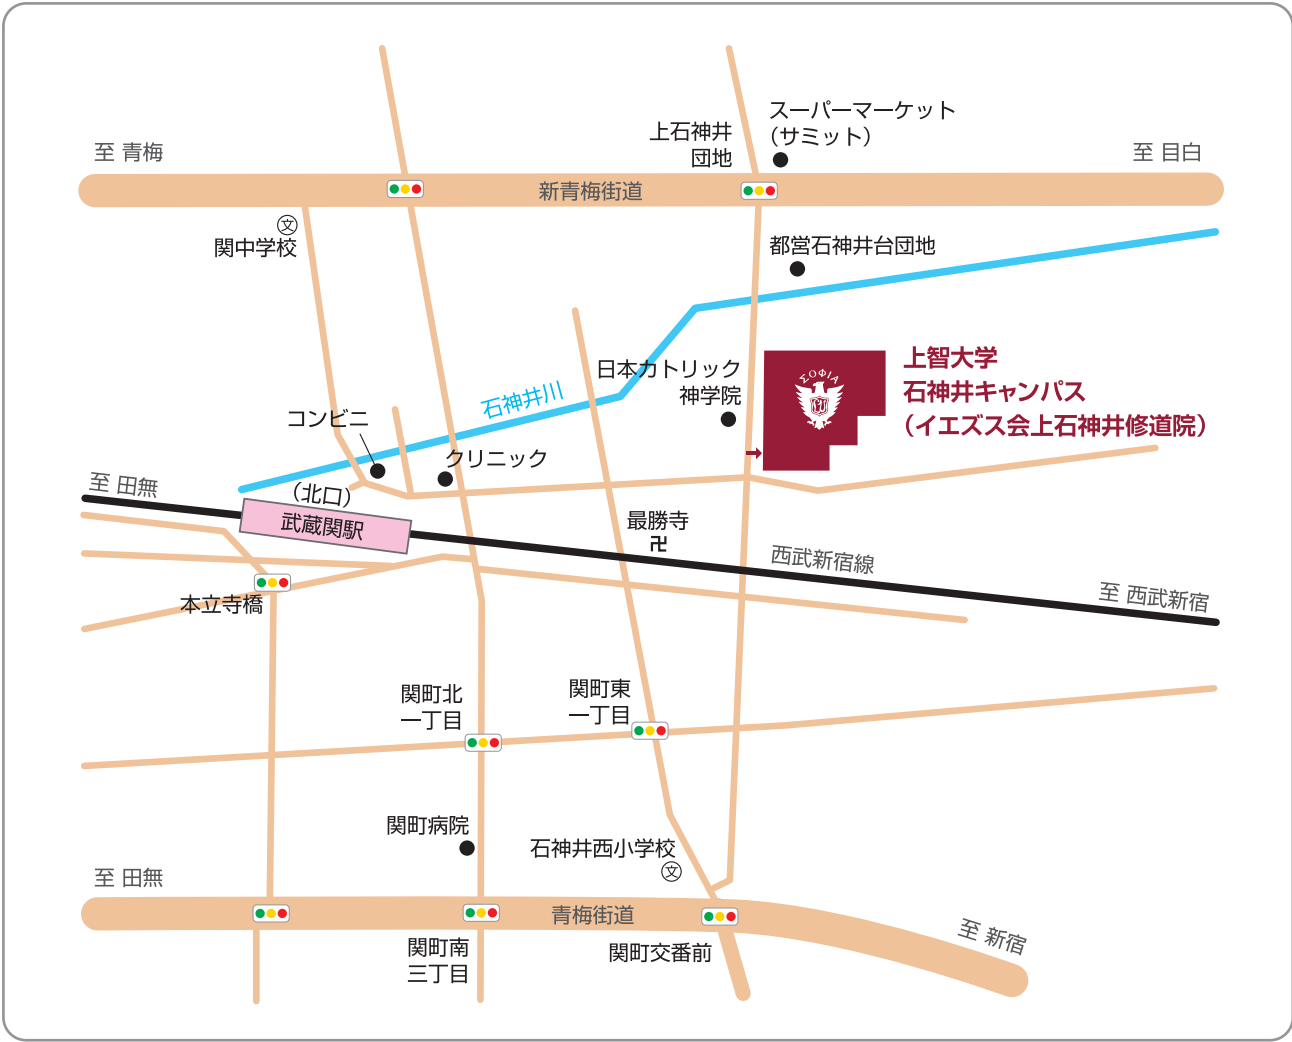 スーパーマーケット
（サミット）
上石神井
団地
至 青梅
至 目白
新青梅街道
文
関中学校
都営石神井台団地
ΣΟΦΙΑ
上智大学
石神井キャンパス
（イエズス会上石神井修道院）
日本カトリック
神学院
石神井川
コンビニ
クリニック
至 田無
（北口）
武蔵関駅
最勝寺
卍
西武新宿線
至 西武新宿
本立寺橋
関町北
一丁目
関町東
一丁目
関町病院
石神井西小学校
文
至 田無
青梅街道
至 新宿
関町南
三丁目
関町交番前